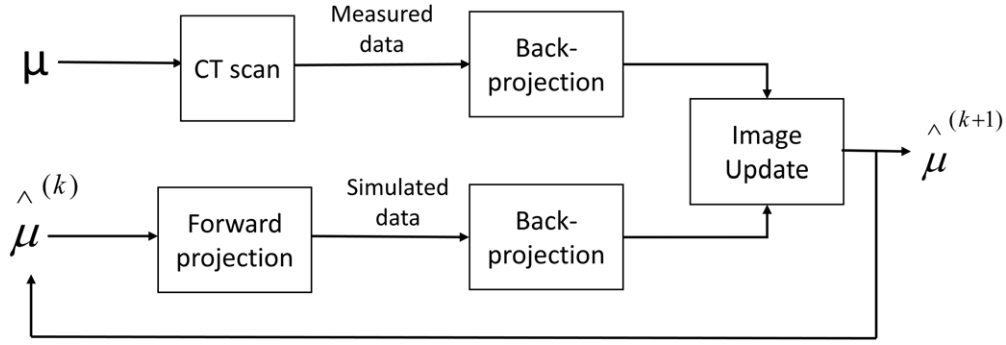 Measured
data
μ
CT scan
Back-
projection
Image
Update
^ (k+1)
μ
^ (k)
μ
Forward
projection
Simulated
data
Back-
projection